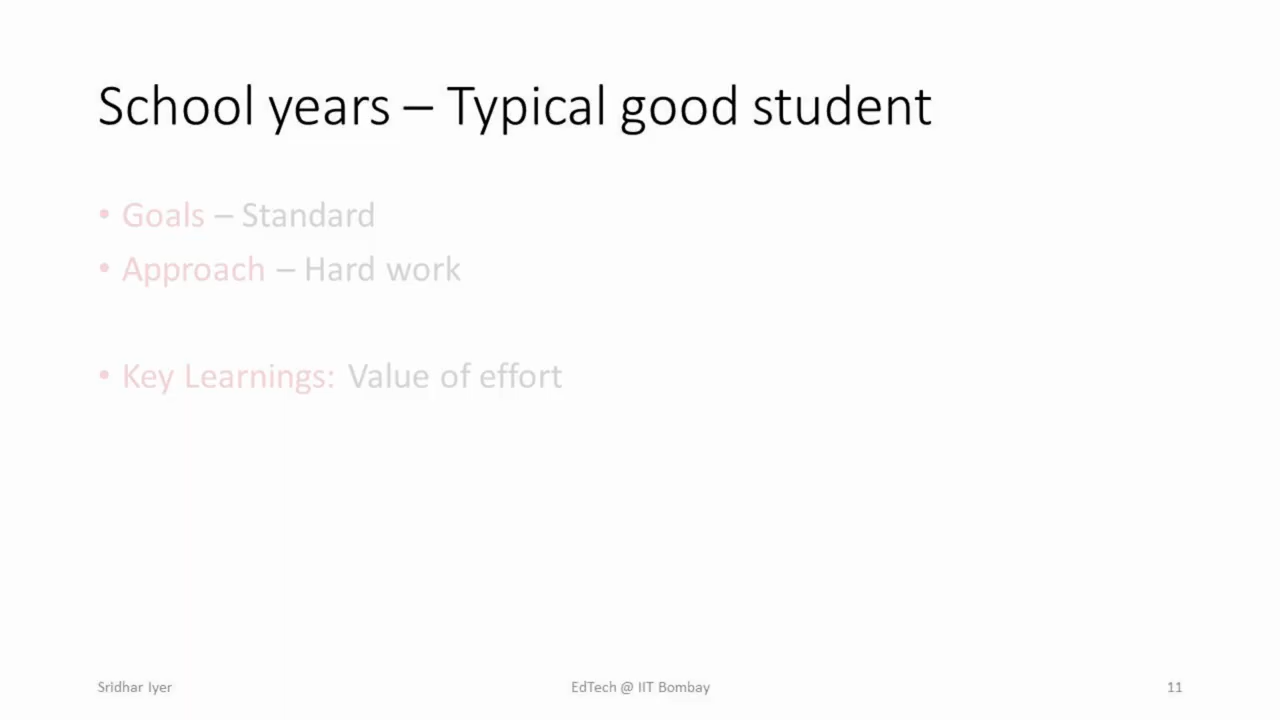 School years – Typical good student
• Goals – Standard
• Approach – Hard work
• Key Learnings: Value of effort
Sridhar Iyer
EdTech @ IIT Bombay
11